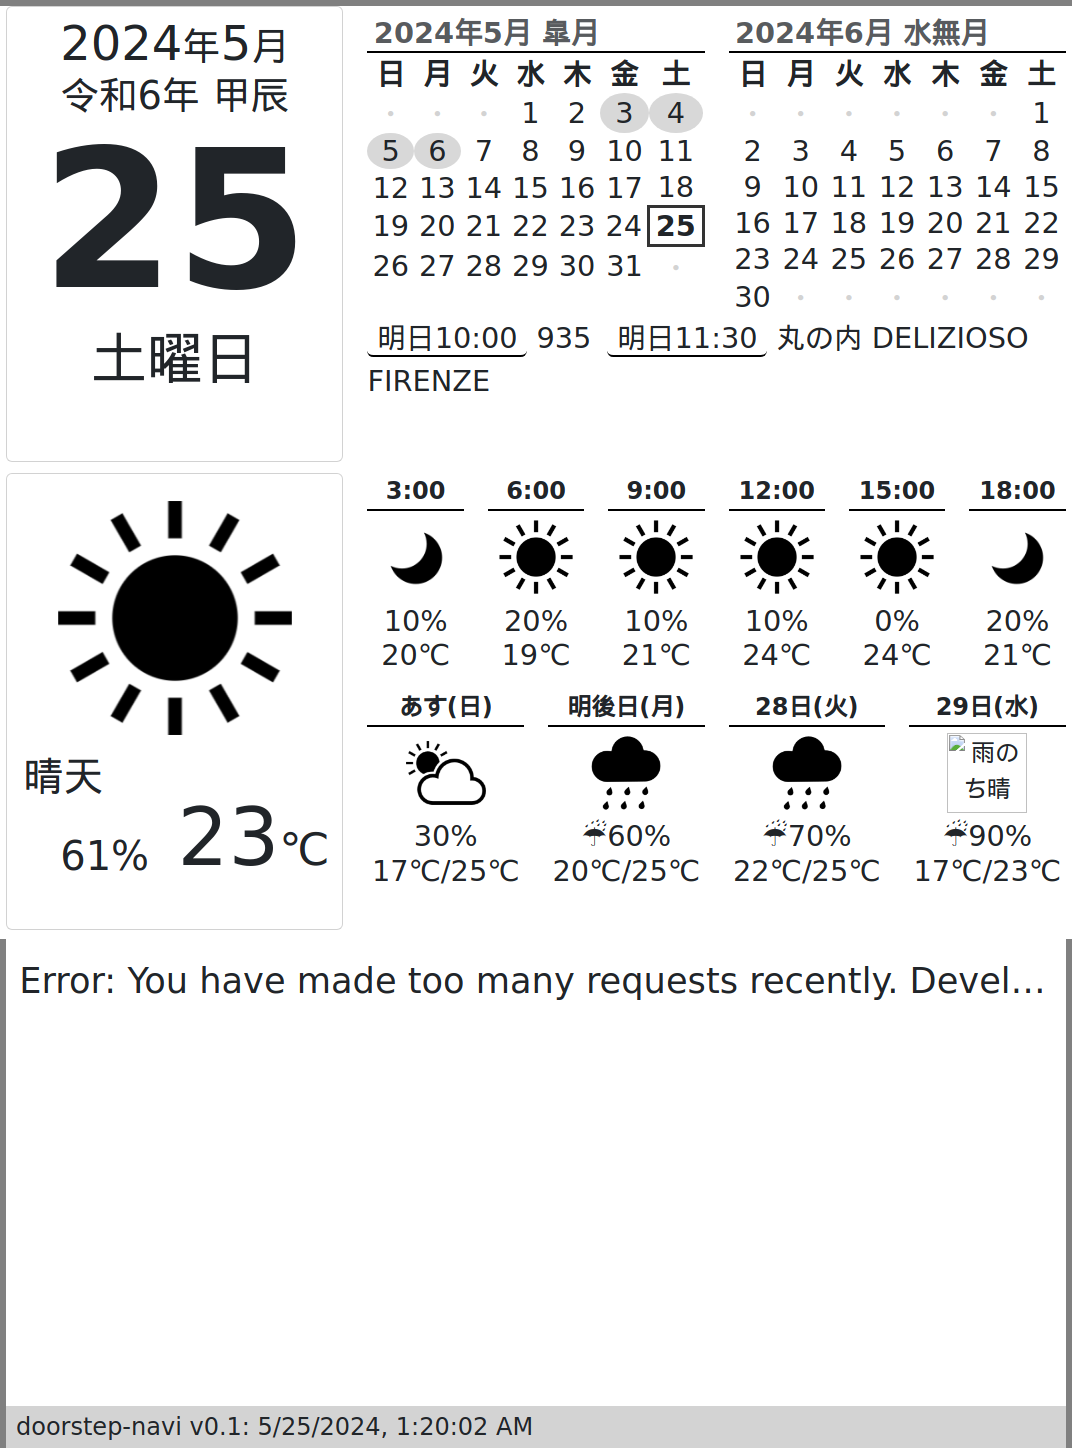 2024年5月
令和6年 甲辰
25
土曜日
2024年5月 皐月
日 月 火 水 木 金 土
1 2 3 4
5 6 7 8 9 10 11
12 13 14 15 16 17 18
19 20 21 22 23 24 25
26 27 28 29 30 31
2024年6月 水無月
日 月 火 水 木 金 土
1
2 3 4 5 6 7 8
9 10 11 12 13 14 15
16 17 18 19 20 21 22
23 24 25 26 27 28 29
30
明日10:00 935 明日11:30 丸の内 DELIZIOSO
FIRENZE
晴天
61% 23℃
3:00 6:00 9:00 12:00 15:00 18:00
10% 20% 10% 10% 0% 20%
20℃ 19℃ 21℃ 24℃ 24℃ 21℃
あす(日) 明後日(月) 28日(火) 29日(水)
雨の
ち晴
30% ☔60% ☔70% ☔90%
17℃/25℃ 20℃/25℃ 22℃/25℃ 17℃/23℃
Error: You have made too many requests recently. Devel...
doorstep-navi v0.1: 5/25/2024, 1:20:02 AM